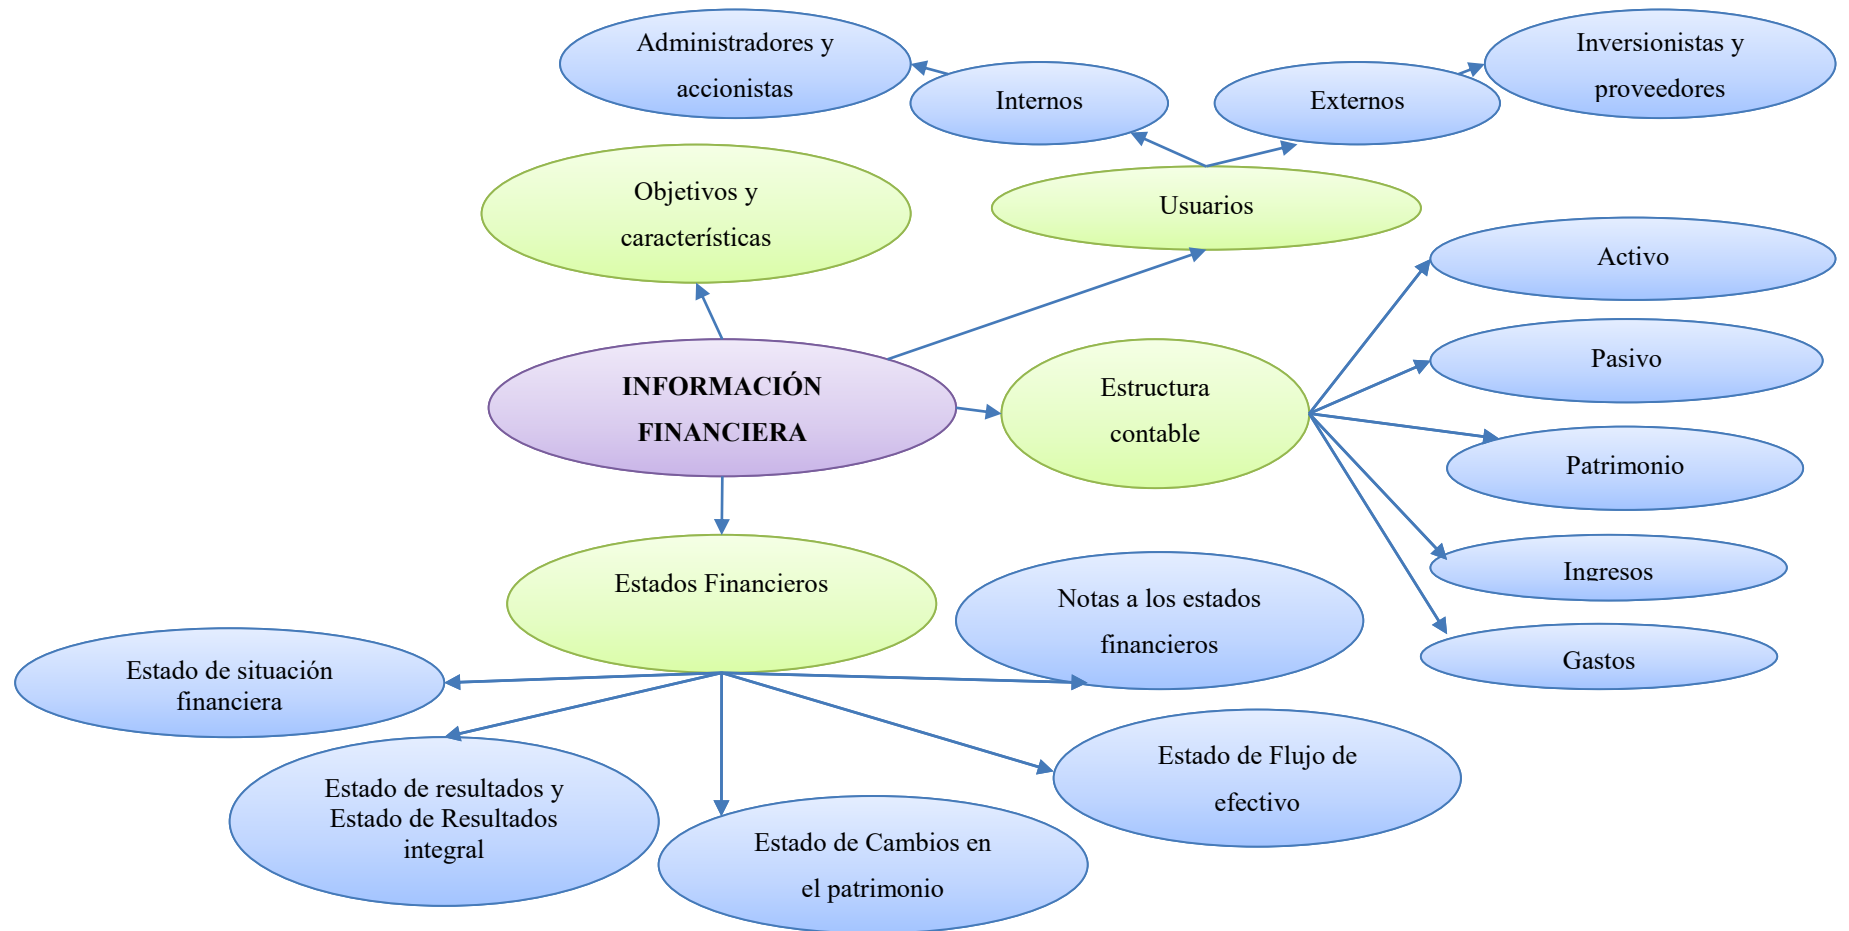 Administradores y
accionistas
Internos
Externos
Inversionistas y
proveedores
Objetivos y
características
Usuarios
Activo
Pasivo
INFORMACIÓN
FINANCIERA
Estructura
contable
Patrimonio
Ingresos
Gastos
Estados Financieros
Notas a los estados
financieros
Estado de situación
financiera
Estado de resultados y
Estado de Resultados
integral
Estado de Cambios en
el patrimonio
Estado de Flujo de
efectivo